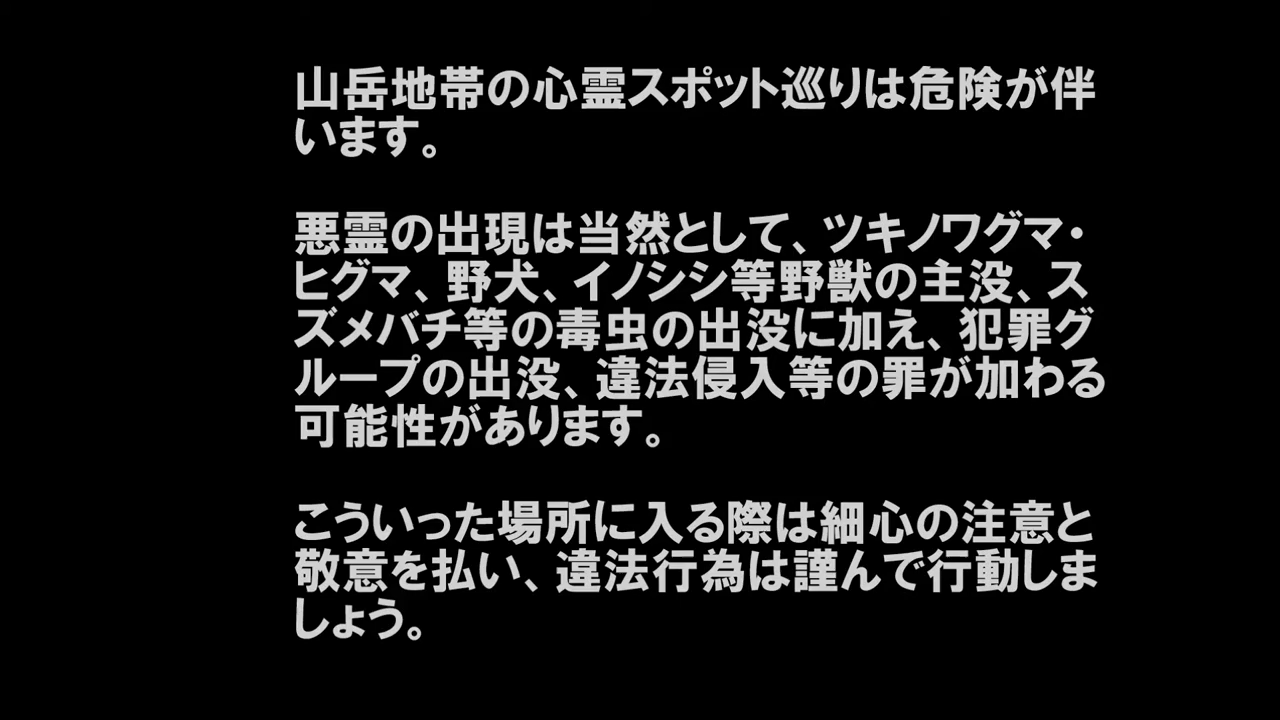 山岳地帯の心霊スポット巡りは危険が伴
います。
悪霊の出現は当然として、ツキノワグマ・
ヒグマ、野犬、イノシシ等野獣の主没、ス
ズメバチ等の毒虫の出没に加え、犯罪グ
ループの出没、違法侵入等の罪が加わる
可能性があります。
こういった場所に入る際は細心の注意と
敬意を払い、違法行為は謹んで行動しま
しょう。